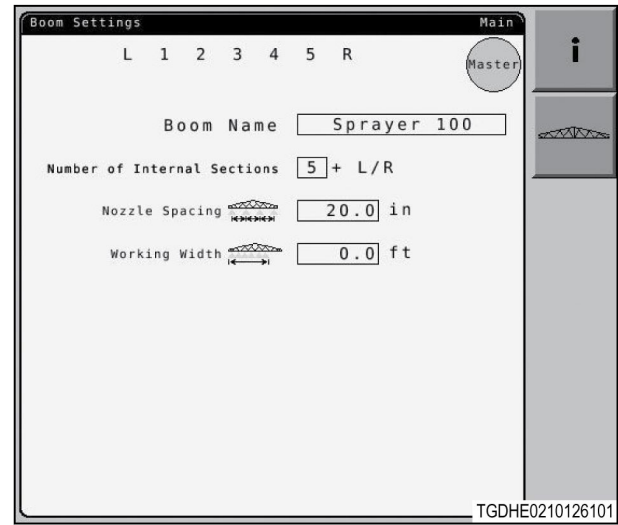 Boom Settings Main
L 1 2 3 4 5 R
Master
i
Boom Name Sprayer 100
Number of Internal Sections 5 + L/R
Nozzle Spacing 20.0 in
Working Width 0.0 ft
TGDHE0210126101